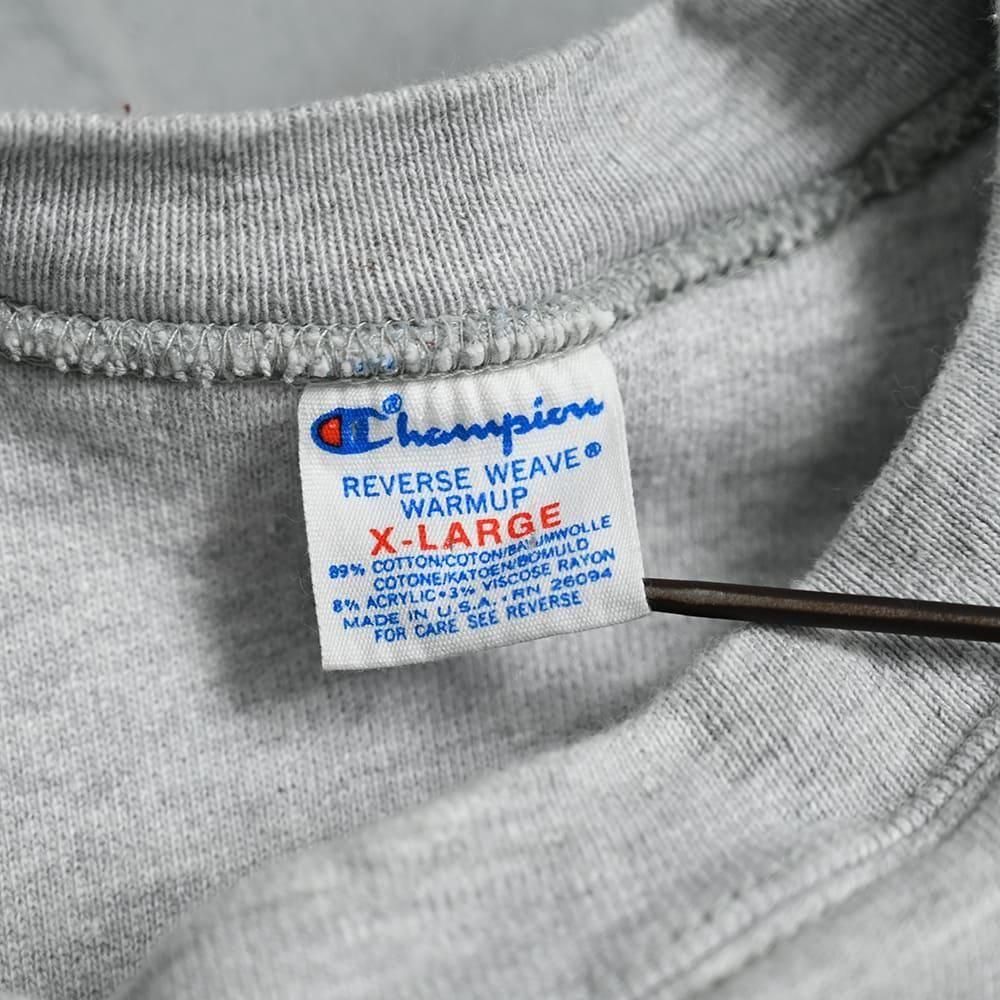 Champion®
REVERSE WEAVE®
WARMUP
X-LARGE
89% COTTON/COTON/BAUMWOLLE
COTONE/KATOEN/BOMULD
8% ACRYLIC•3% VISCOSE RAYON
MADE IN U.S.A. • RN 26094
FOR CARE SEE REVERSE